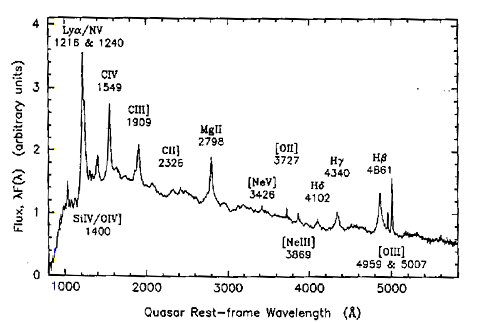 Lyα/NV
1216 & 1240
CIV
1549
CIII]
1909
CII]
2326
MgII
2798
[OII]
3727
[NeV]
3426
Hδ
4102
Hγ
4340
Hβ
4861
SiIV/OIV]
1400
[NeIII]
3869
[OIII]
4959 & 5007
Flux, λF(λ) (arbitrary units)
4
3
2
1
0
1000 2000 3000 4000 5000
Quasar Rest-frame Wavelength (Å)